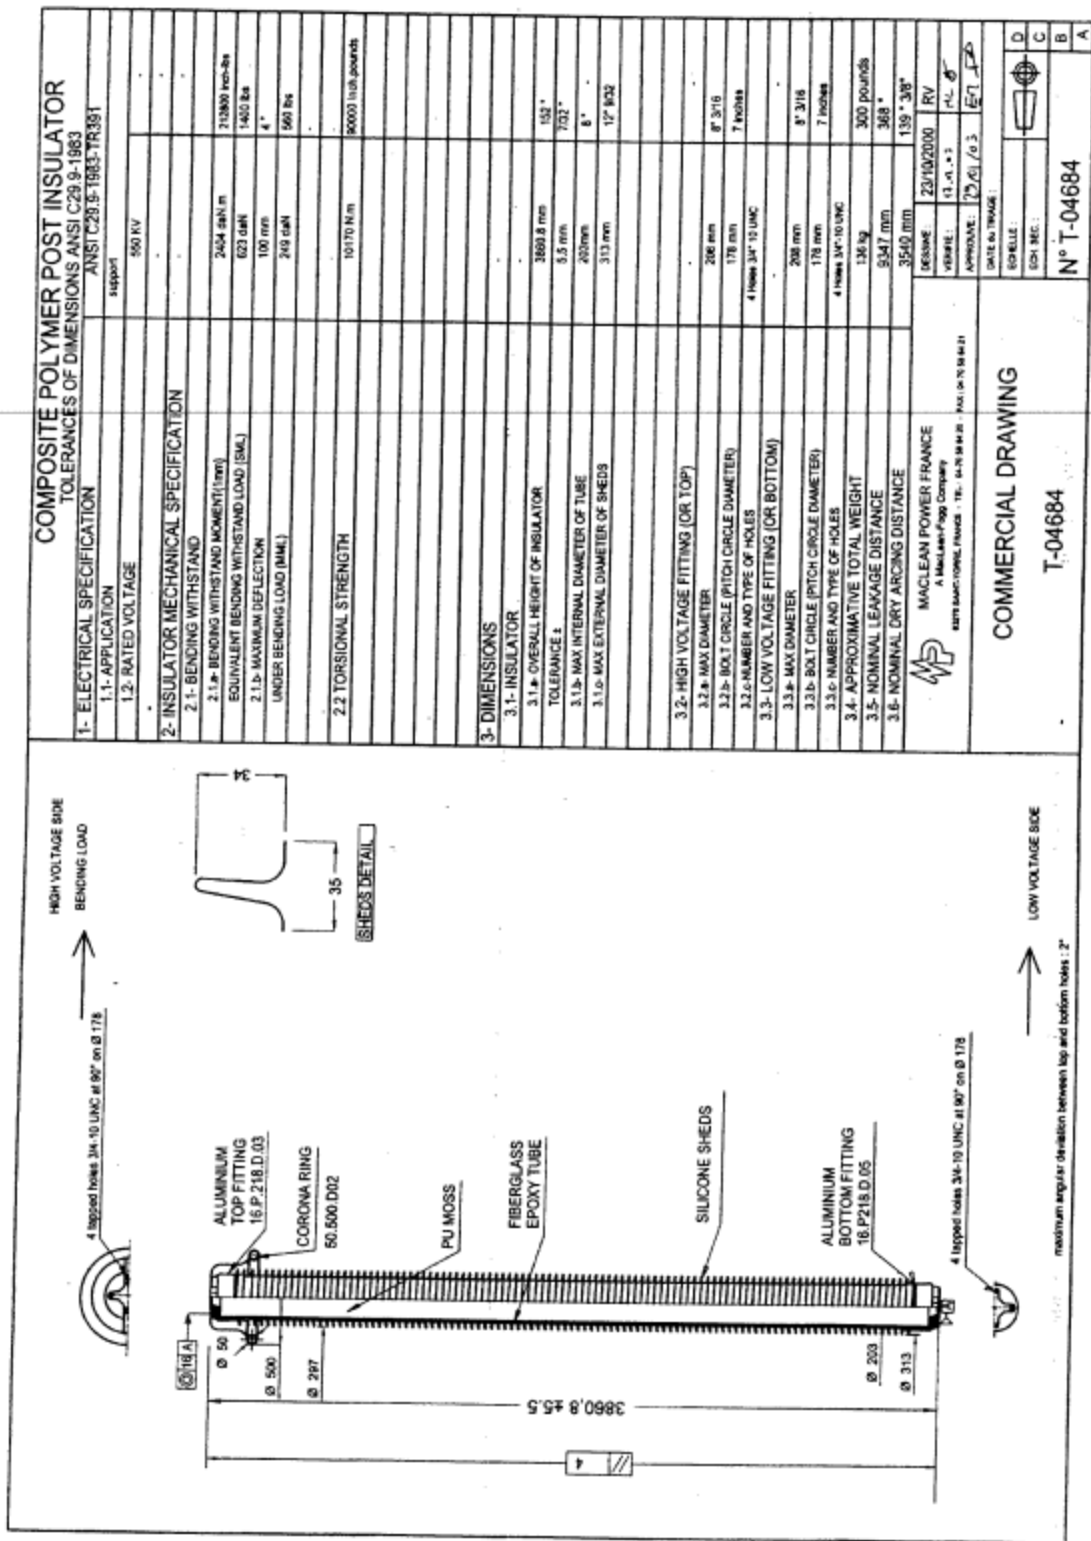 COMPOSITE POLYMER POST INSULATOR
TOLERANCES OF DIMENSIONS ANSI C29.9-1983
1- ELECTRICAL SPECIFICATION ANSI C29.9-1983-TR391
1.1- APPLICATION support
1.2- RATED VOLTAGE 550 KV
2- INSULATOR MECHANICAL SPECIFICATION
2.1- BENDING WITHSTAND
2.1.a- BENDING WITHSTAND MOMENT(1mm) 2404 daN.m 212800 inch-lbs
EQUIVALENT BENDING WITHSTAND LOAD (SML) 623 daN 1400 lbs
2.1.b- MAXIMUM DEFLECTION 100 mm 4"
UNDER BENDING LOAD (MML) 249 daN 560 lbs
2.2 TORSIONAL STRENGTH 10170 N.m 90000 inch.pounds
3- DIMENSIONS
3.1- INSULATOR
3.1.a- OVERALL HEIGHT OF INSULATOR 3860.8 mm 152"
TOLERANCE ± 5.5 mm 7/32"
3.1.b- MAX INTERNAL DIAMETER OF TUBE 203mm 8"
3.1.c- MAX EXTERNAL DIAMETER OF SHEDS 313 mm 12" 9/32
3.2- HIGH VOLTAGE FITTING (OR TOP)
3.2.a- MAX DIAMETER 208 mm 8" 3/16
3.2.b- BOLT CIRCLE (PITCH CIRCLE DIAMETER) 178 mm 7 inches
3.2.c- NUMBER AND TYPE OF HOLES 4 Holes 3/4"-10 UNC
3.3- LOW VOLTAGE FITTING (OR BOTTOM)
3.3.a- MAX DIAMETER 208 mm 8" 3/16
3.3.b- BOLT CIRCLE (PITCH CIRCLE DIAMETER) 178 mm 7 inches
3.3.c- NUMBER AND TYPE OF HOLES 4 Holes 3/4"-10 UNC
3.4- APPROXIMATIVE TOTAL WEIGHT 136 kg 300 pounds
3.5- NOMINAL LEAKAGE DISTANCE 9347 mm 368"
3.6- NOMINAL DRY ARCING DISTANCE 3540 mm 139" 3/8"
MACLEAN POWER FRANCE
A MacLean-Fogg Company
DESSINE : 23/10/2000 RV
VERIFIE :
APPROUVE :
DATE du TIRAGE :
ECHELLE :
ECH. SEC. :
COMMERCIAL DRAWING
T-04684
N° T-04684
D
C
B
A
HIGH VOLTAGE SIDE
BENDING LOAD
4 tapped holes 3/4-10 UNC at 90° on Ø 178
34
35
SHEDS DETAIL
ALUMINIUM
TOP FITTING
16.P.218.D.03
CORONA RING
50.500.D02
PU MOSS
FIBERGLASS
EPOXY TUBE
SILICONE SHEDS
ALUMINIUM
BOTTOM FITTING
16.P218.D.05
16 A
Ø 50
Ø 500
Ø 297
Ø 203
Ø 313
3860,8 ±5.5
4 //
A
4 tapped holes 3/4-10 UNC at 90° on Ø 178
LOW VOLTAGE SIDE
maximum angular deviation between top and bottom holes : 2°